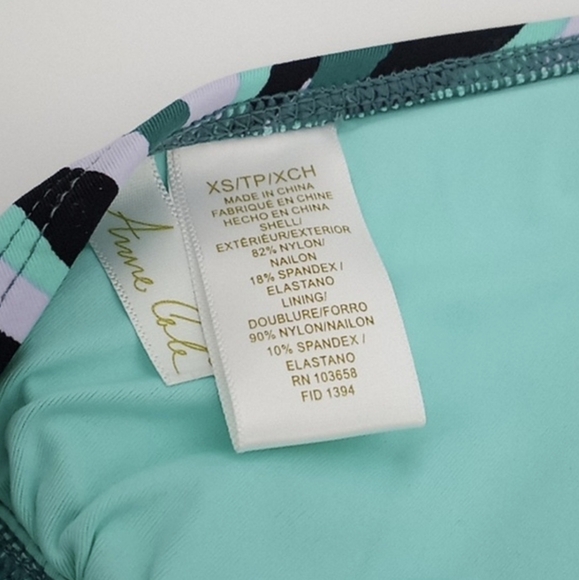 XS/TP/XCH
MADE IN CHINA
FABRIQUÉ EN CHINE
HECHO EN CHINA
SHELL/
EXTÉRIEUR/EXTERIOR
82% NYLON/
NAILON
18% SPANDEX/
ELASTANO
LINING/
DOUBLURE/FORRO
90% NYLON/NAILON
10% SPANDEX/
ELASTANO
RN 103658
FID 1394
Anne Cole